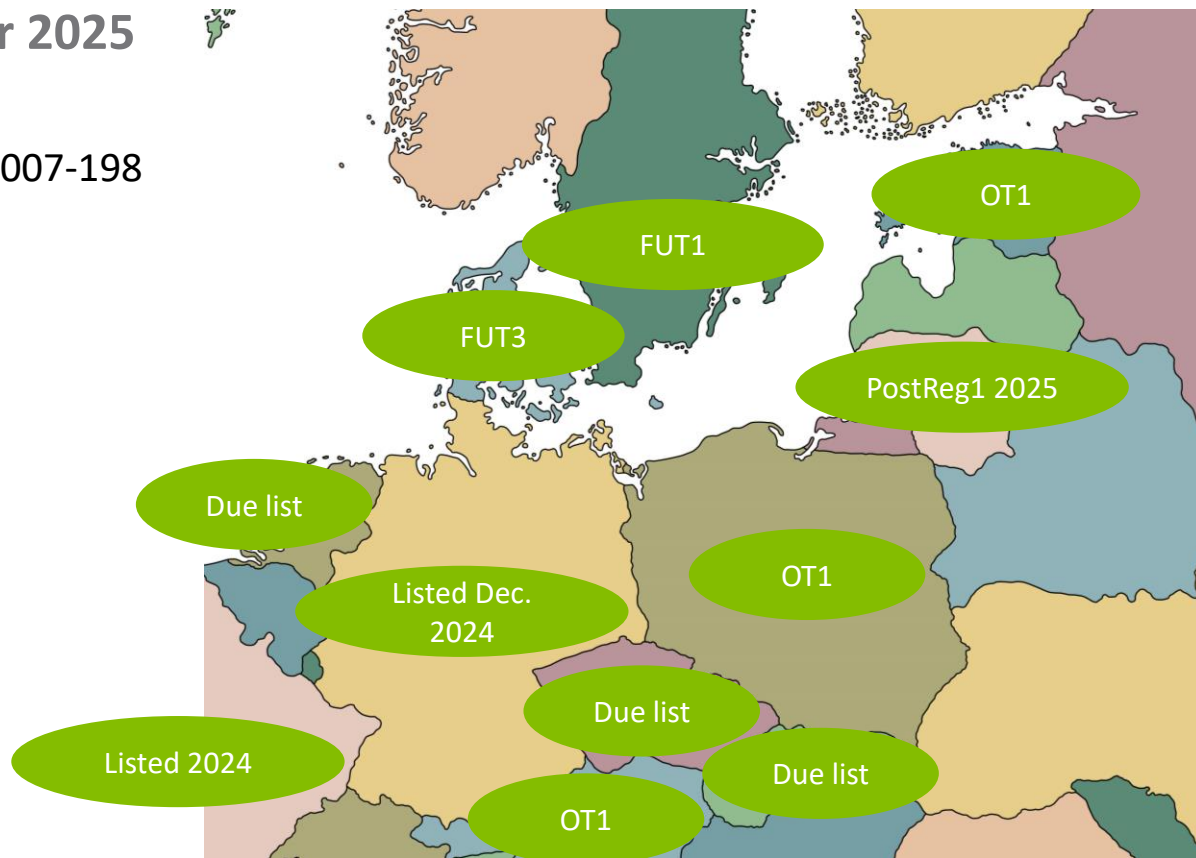 r 2025
007-198
OT1
FUT1
FUT3
PostReg1 2025
Due list
OT1
Listed Dec.
2024
Due list
Listed 2024
Due list
OT1